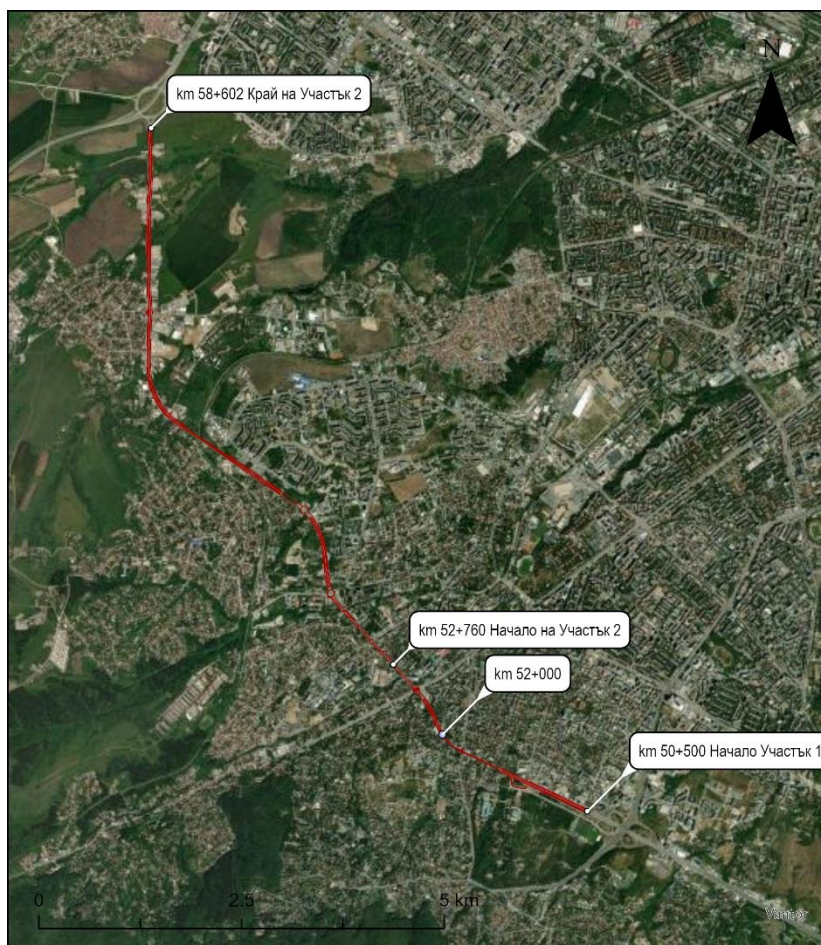 N
km 58+602 Край на Участък 2
km 52+760 Начало на Участък 2
km 52+000
km 50+500 Начало Участък 1
0
2.5
5 km
Vantor